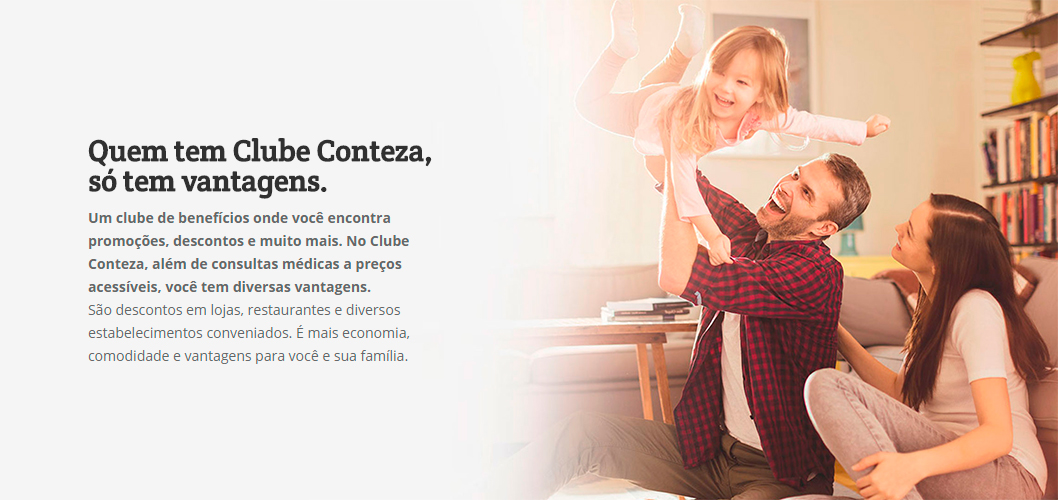 Quem tem Clube Conteza,
só tem vantagens.
Um clube de benefícios onde você encontra
promoções, descontos e muito mais. No Clube
Conteza, além de consultas médicas a preços
acessíveis, você tem diversas vantagens.
São descontos em lojas, restaurantes e diversos
estabelecimentos conveniados. É mais economia,
comodidade e vantagens para você e sua família.